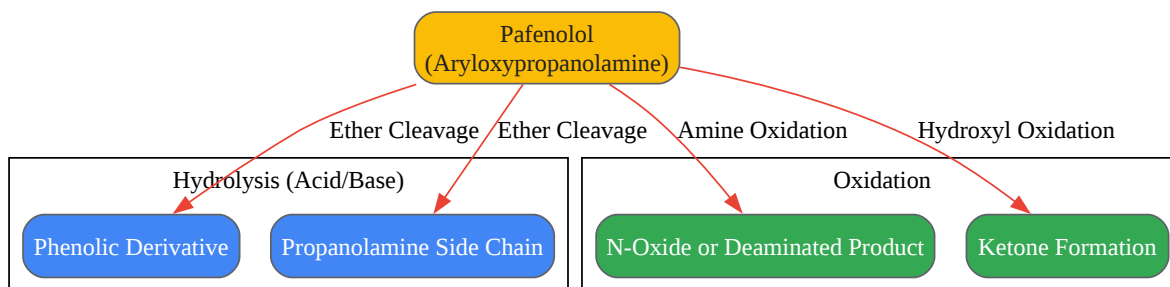 Pafenolol
(Aryloxypropanolamine)
Ether Cleavage
Ether Cleavage
Amine Oxidation
Hydroxyl Oxidation
Hydrolysis (Acid/Base)
Oxidation
Phenolic Derivative
Propanolamine Side Chain
N-Oxide or Deaminated Product
Ketone Formation